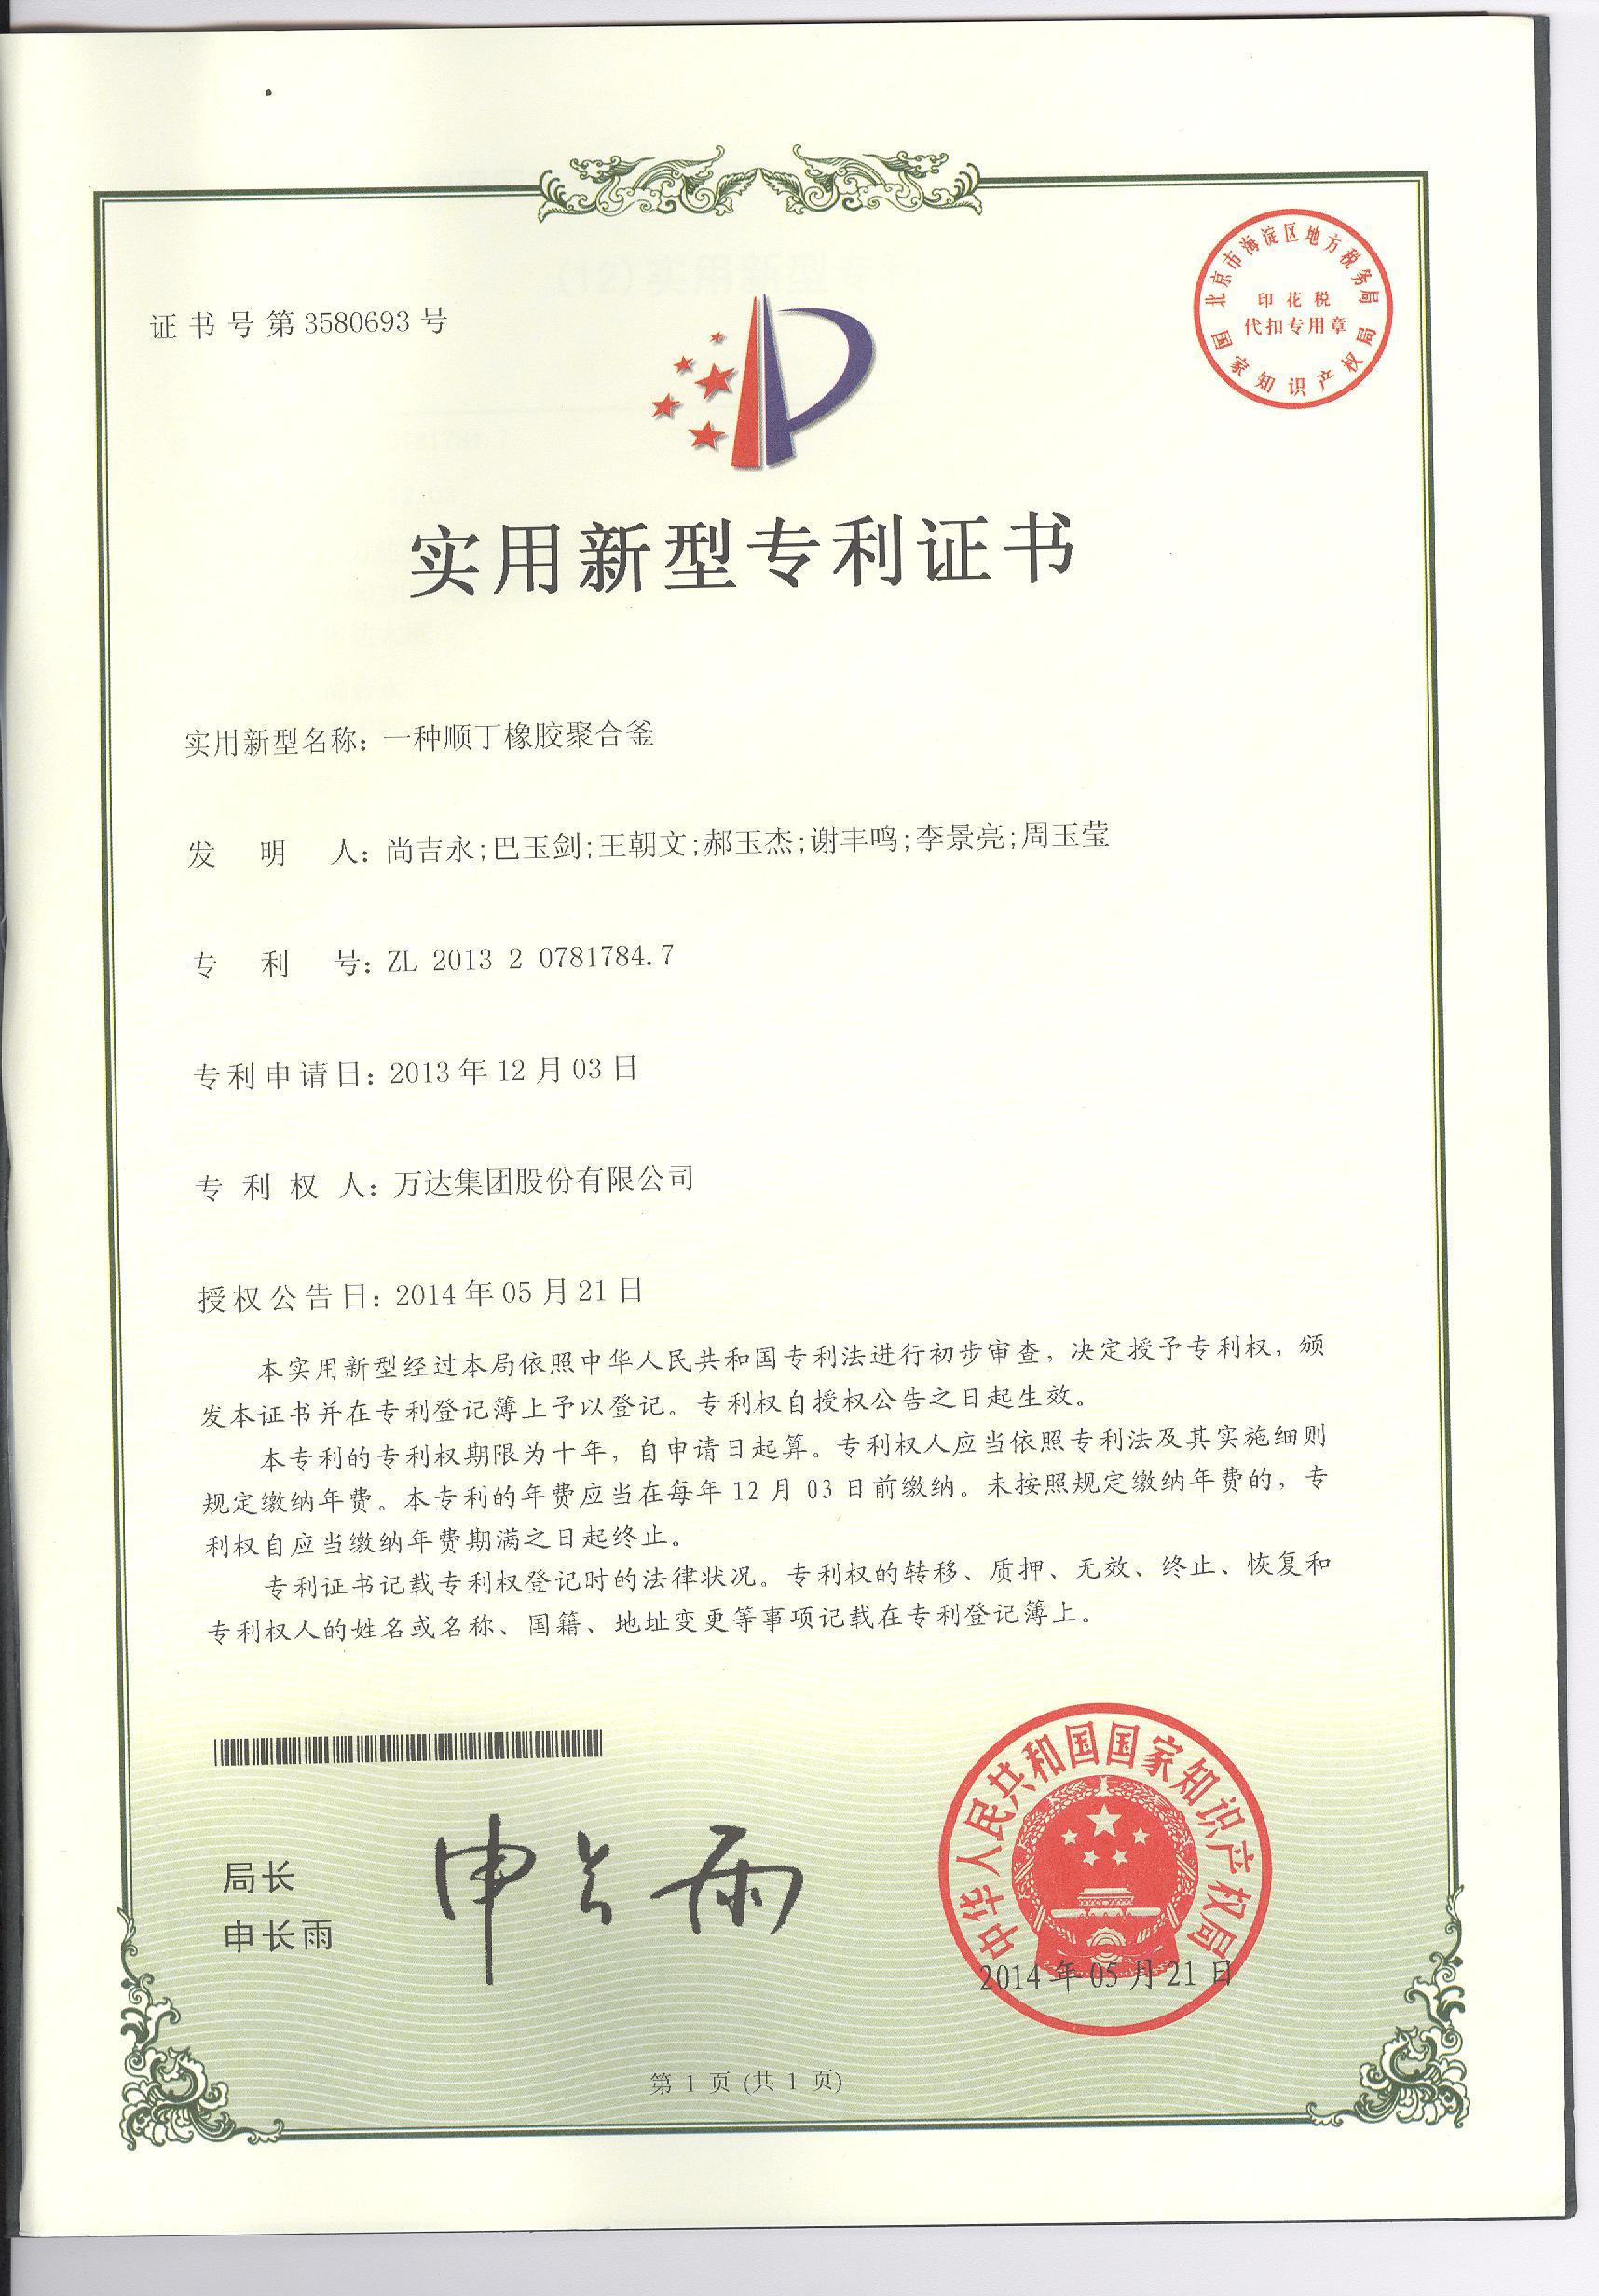 证书号第3580693号
北京市海淀区地方税务局
印花税
代扣专用章
国家知识产权局
实用新型专利证书
实用新型名称：一种顺丁橡胶聚合釜
发明人：尚吉永;巴玉剑;王朝文;郝玉杰;谢丰鸣;李景亮;周玉莹
专利号：ZL 2013 2 0781784.7
专利申请日：2013年12月03日
专利权人：万达集团股份有限公司
授权公告日：2014年05月21日
本实用新型经过本局依照中华人民共和国专利法进行初步审查，决定授予专利权，颁
发本证书并在专利登记簿上予以登记。专利权自授权公告之日起生效。
本专利的专利权期限为十年，自申请日起算。专利权人应当依照专利法及其实施细则
规定缴纳年费。本专利的年费应当在每年12月03日前缴纳。未按照规定缴纳年费的，专
利权自应当缴纳年费期满之日起终止。
专利证书记载专利权登记时的法律状况。专利权的转移、质押、无效、终止、恢复和
专利权人的姓名或名称、国籍、地址变更等事项记载在专利登记簿上。
局长
申长雨
申长雨
中华人民共和国国家知识产权局
2014年05月21日
第1页(共1页)